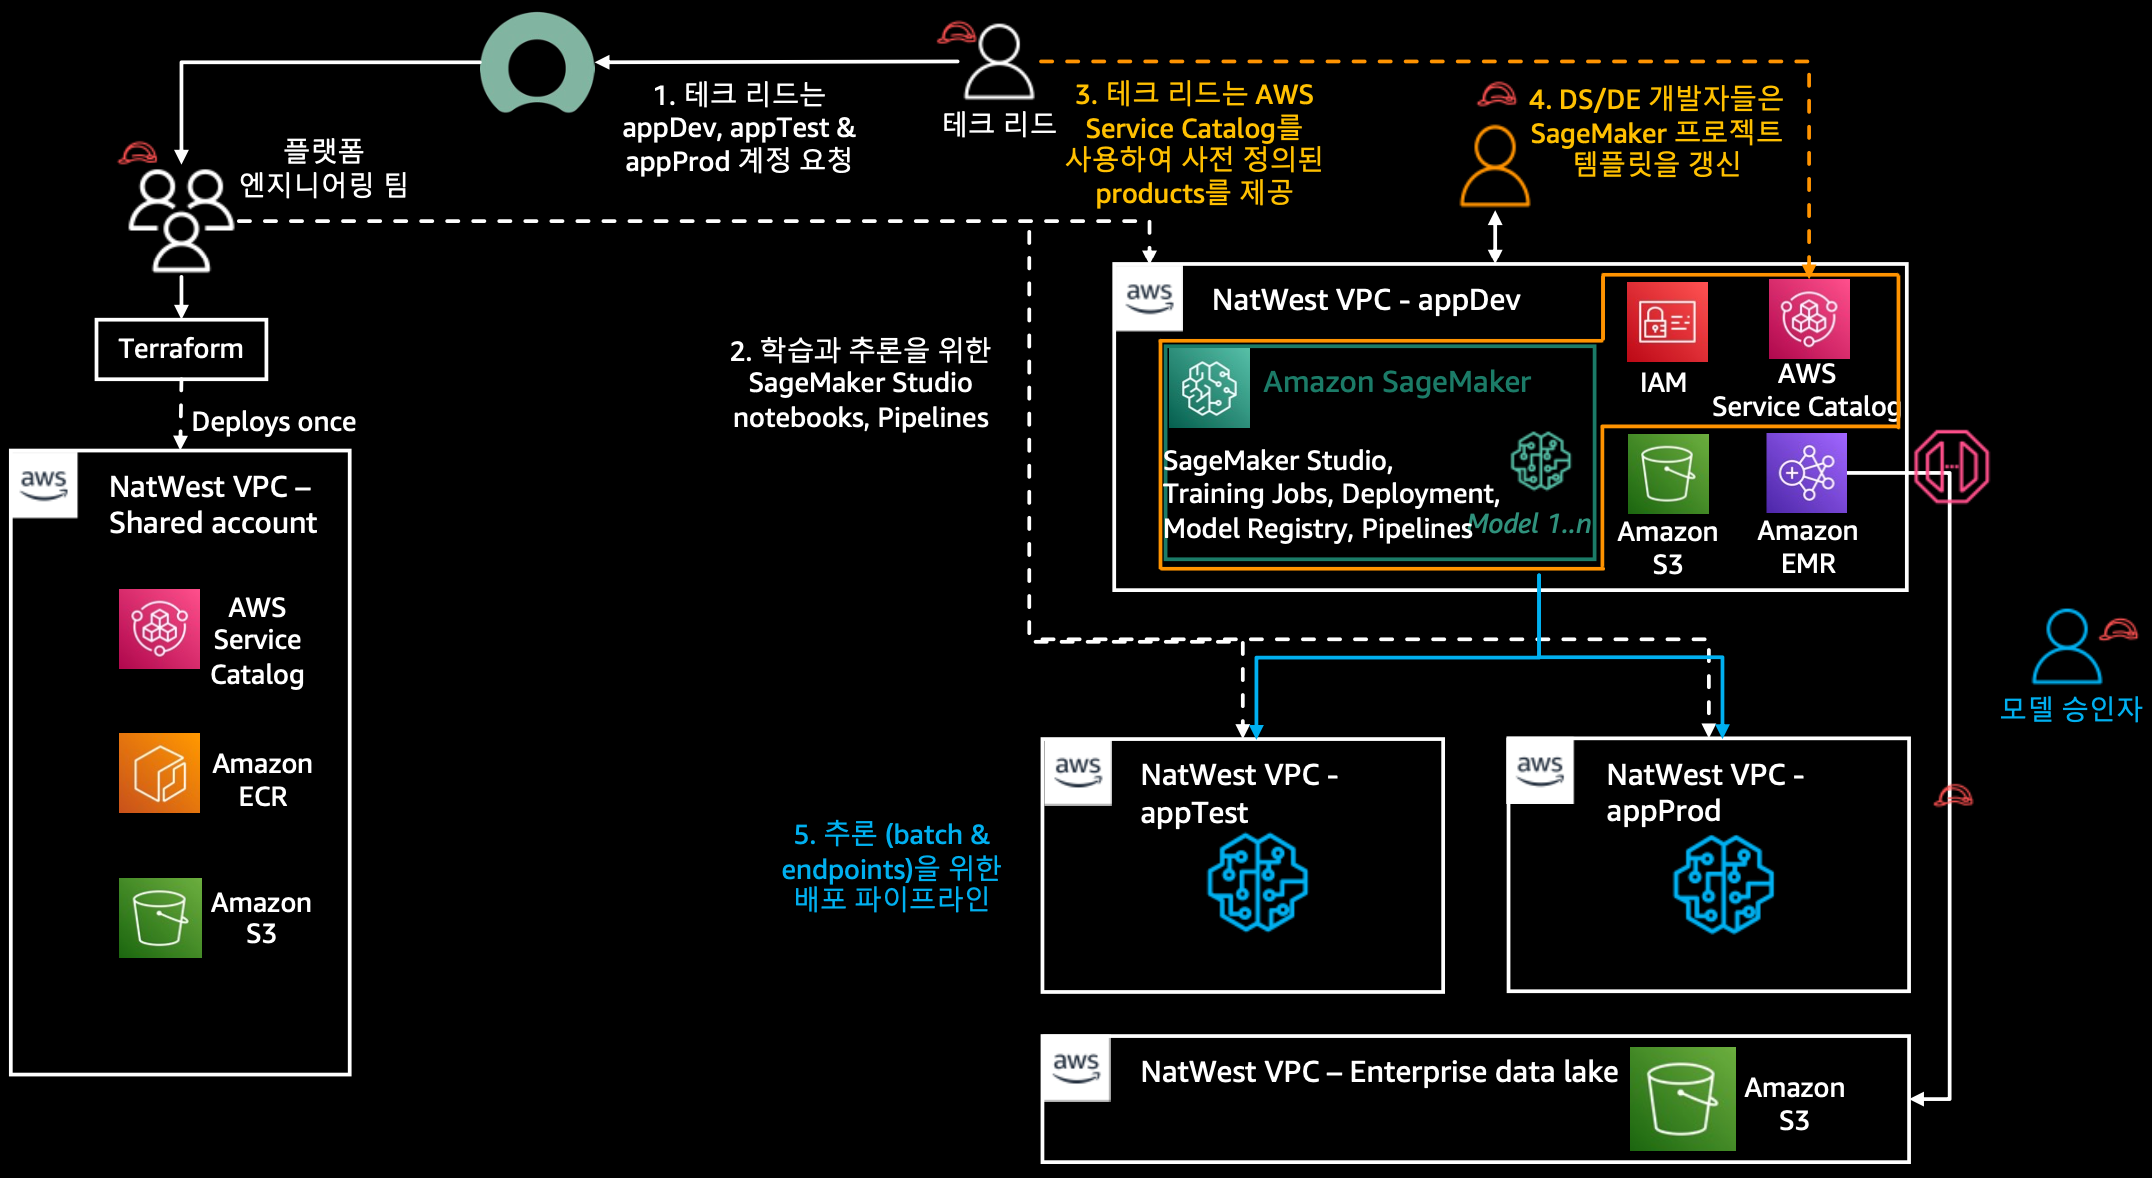 1. 테크 리드는
appDev, appTest &
appProd 계정 요청
테크 리드
3. 테크 리드는 AWS
Service Catalog를
사용하여 사전 정의된
products를 제공
4. DS/DE 개발자들은
SageMaker 프로젝트
템플릿을 갱신
플랫폼
엔지니어링 팀
Terraform
Deploys once
aws
NatWest VPC –
Shared account
AWS
Service
Catalog
Amazon
ECR
Amazon
S3
2. 학습과 추론을 위한
SageMaker Studio
notebooks, Pipelines
aws
NatWest VPC - appDev
Amazon SageMaker
SageMaker Studio,
Training Jobs, Deployment,
Model Registry, Pipelines
Model 1..n
IAM
AWS
Service Catalog
Amazon
S3
Amazon
EMR
모델 승인자
5. 추론 (batch &
endpoints)을 위한
배포 파이프라인
aws
NatWest VPC -
appTest
aws
NatWest VPC -
appProd
aws
NatWest VPC – Enterprise data lake
Amazon
S3